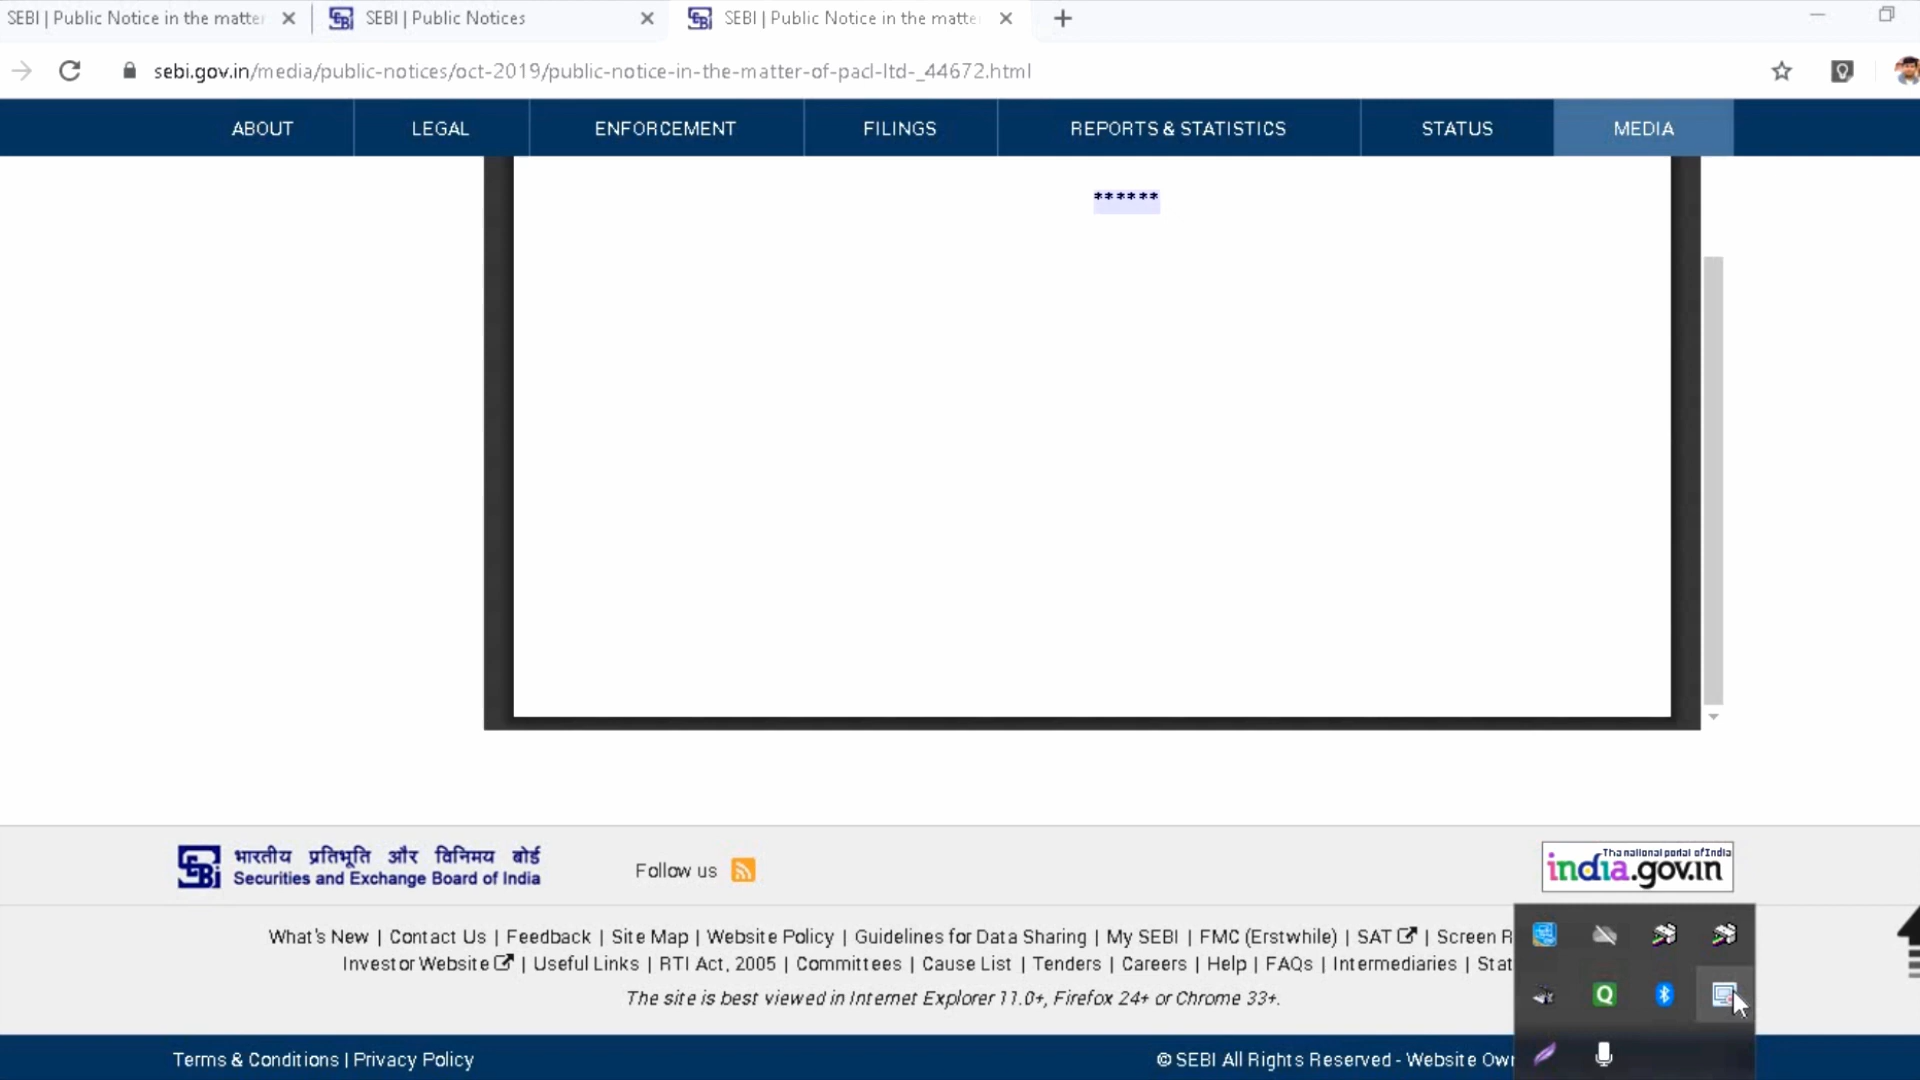 SEBI | Public Notice in the matter
SEBI | Public Notices
SEBI | Public Notice in the matte
sebi.gov.in/media/public-notices/oct-2019/public-notice-in-the-matter-of-pacl-ltd-_44672.html
ABOUT
LEGAL
ENFORCEMENT
FILINGS
REPORTS & STATISTICS
STATUS
MEDIA
******
भारतीय प्रतिभूति और विनिमय बोर्ड
Securities and Exchange Board of India
Follow us
The national portal of India
india.gov.in
What's New | Contact Us | Feedback | Site Map | Website Policy | Guidelines for Data Sharing | My SEBI | FMC (Erstwhile) | SAT | Screen R
Investor Website | Useful Links | RTI Act, 2005 | Committees | Cause List | Tenders | Careers | Help | FAQs | Intermediaries | Stat
The site is best viewed in Internet Explorer 11.0+, Firefox 24+ or Chrome 33+.
Terms & Conditions | Privacy Policy
© SEBI All Rights Reserved - Website Own